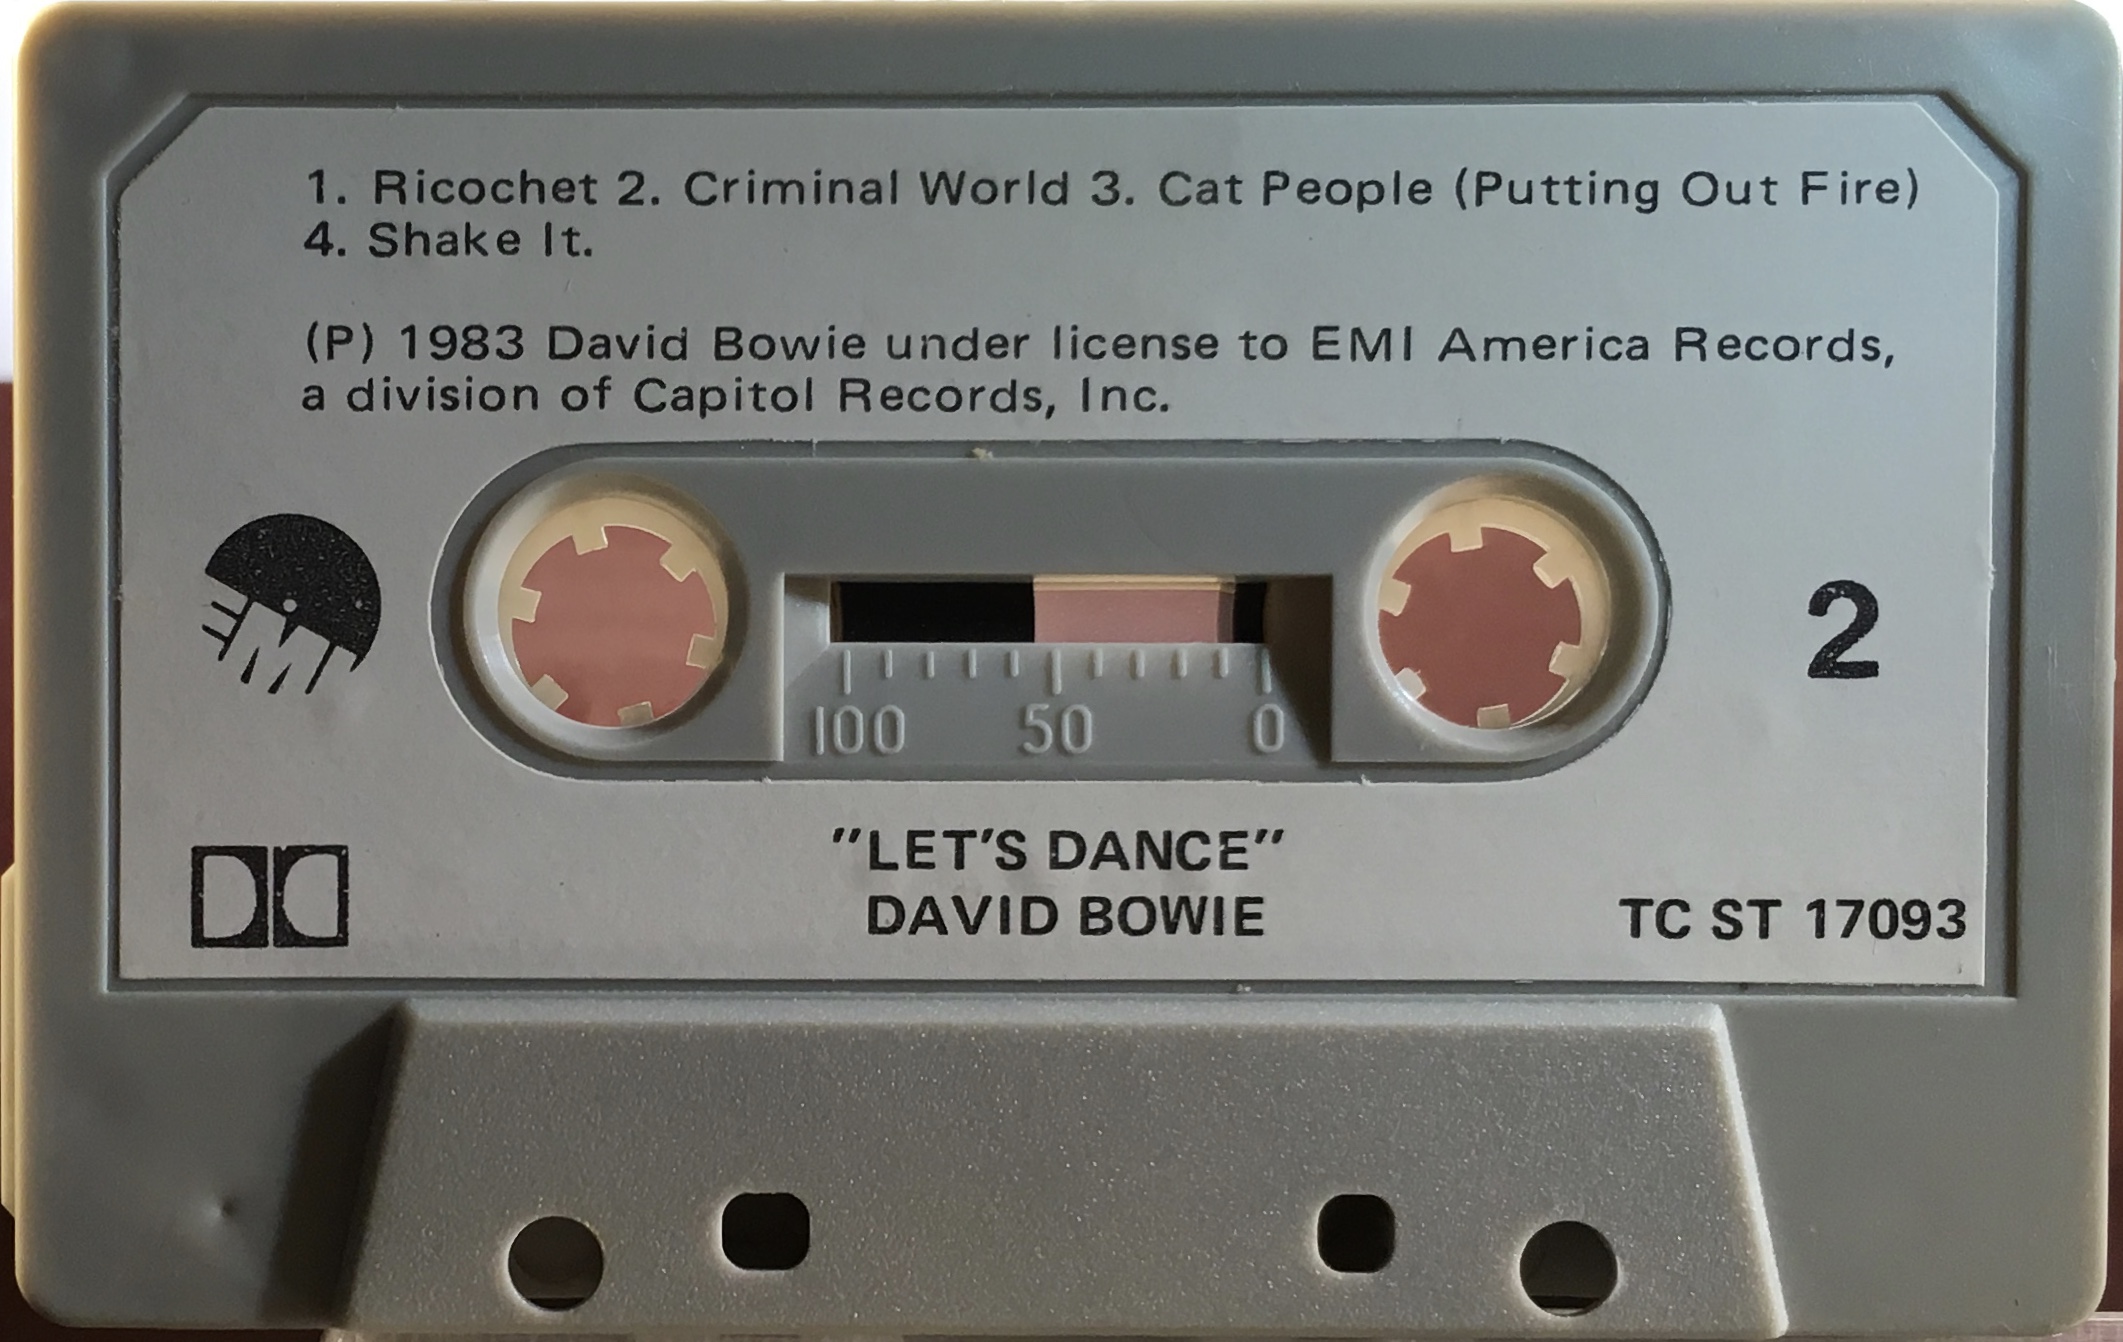 1. Ricochet 2. Criminal World 3. Cat People (Putting Out Fire)
4. Shake It.
(P) 1983 David Bowie under license to EMI America Records,
a division of Capitol Records, Inc.
EMI
2
100 50 0
"LET'S DANCE"
DAVID BOWIE
TC ST 17093